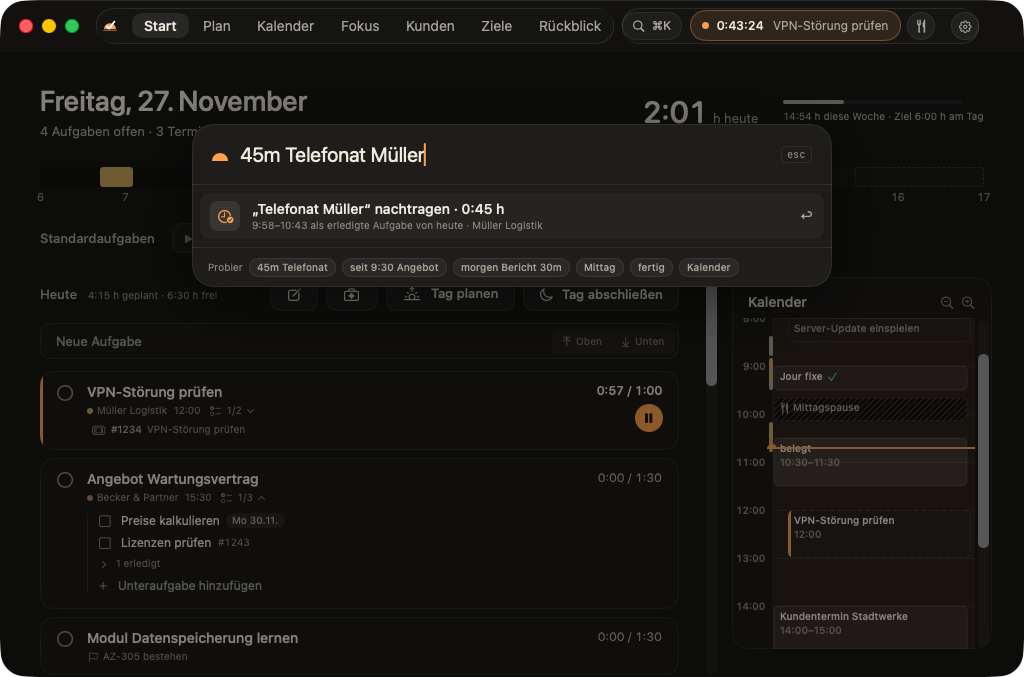 Start Plan Kalender Fokus Kunden Ziele Rückblick ⌘K 0:43:24 VPN-Störung prüfen
Freitag, 27. November
2:01 h heute
14:54 h diese Woche · Ziel 6:00 h am Tag
4 Aufgaben offen · 3
45m Telefonat Müller
esc
„Telefonat Müller“ nachtragen · 0:45 h
9:58–10:43 als erledigte Aufgabe von heute · Müller Logistik
Probier 45m Telefonat seit 9:30 Angebot morgen Bericht 30m Mittag fertig Kalender
6 7 16 17
Standardaufgaben
Heute 4:15 h geplant · 6:30 h frei
Tag planen
Tag abschließen
Neue Aufgabe
Oben
Unten
VPN-Störung prüfen
0:57 / 1:00
Müller Logistik 12:00 1/2
#1234 VPN-Störung prüfen
Angebot Wartungsvertrag
0:00 / 1:30
Becker & Partner 15:30 1/3
Preise kalkulieren Mo 30.11.
Lizenzen prüfen #1243
1 erledigt
+ Unteraufgabe hinzufügen
Modul Datenspeicherung lernen
0:00 / 1:30
AZ-305 bestehen
Kalender
8:00
Server-Update einspielen
9:00
Jour fixe ✓
10:00
Mittagspause
belegt
10:30–11:30
11:00
12:00
VPN-Störung prüfen
12:00
13:00
14:00
Kundentermin Stadtwerke
14:00–15:00